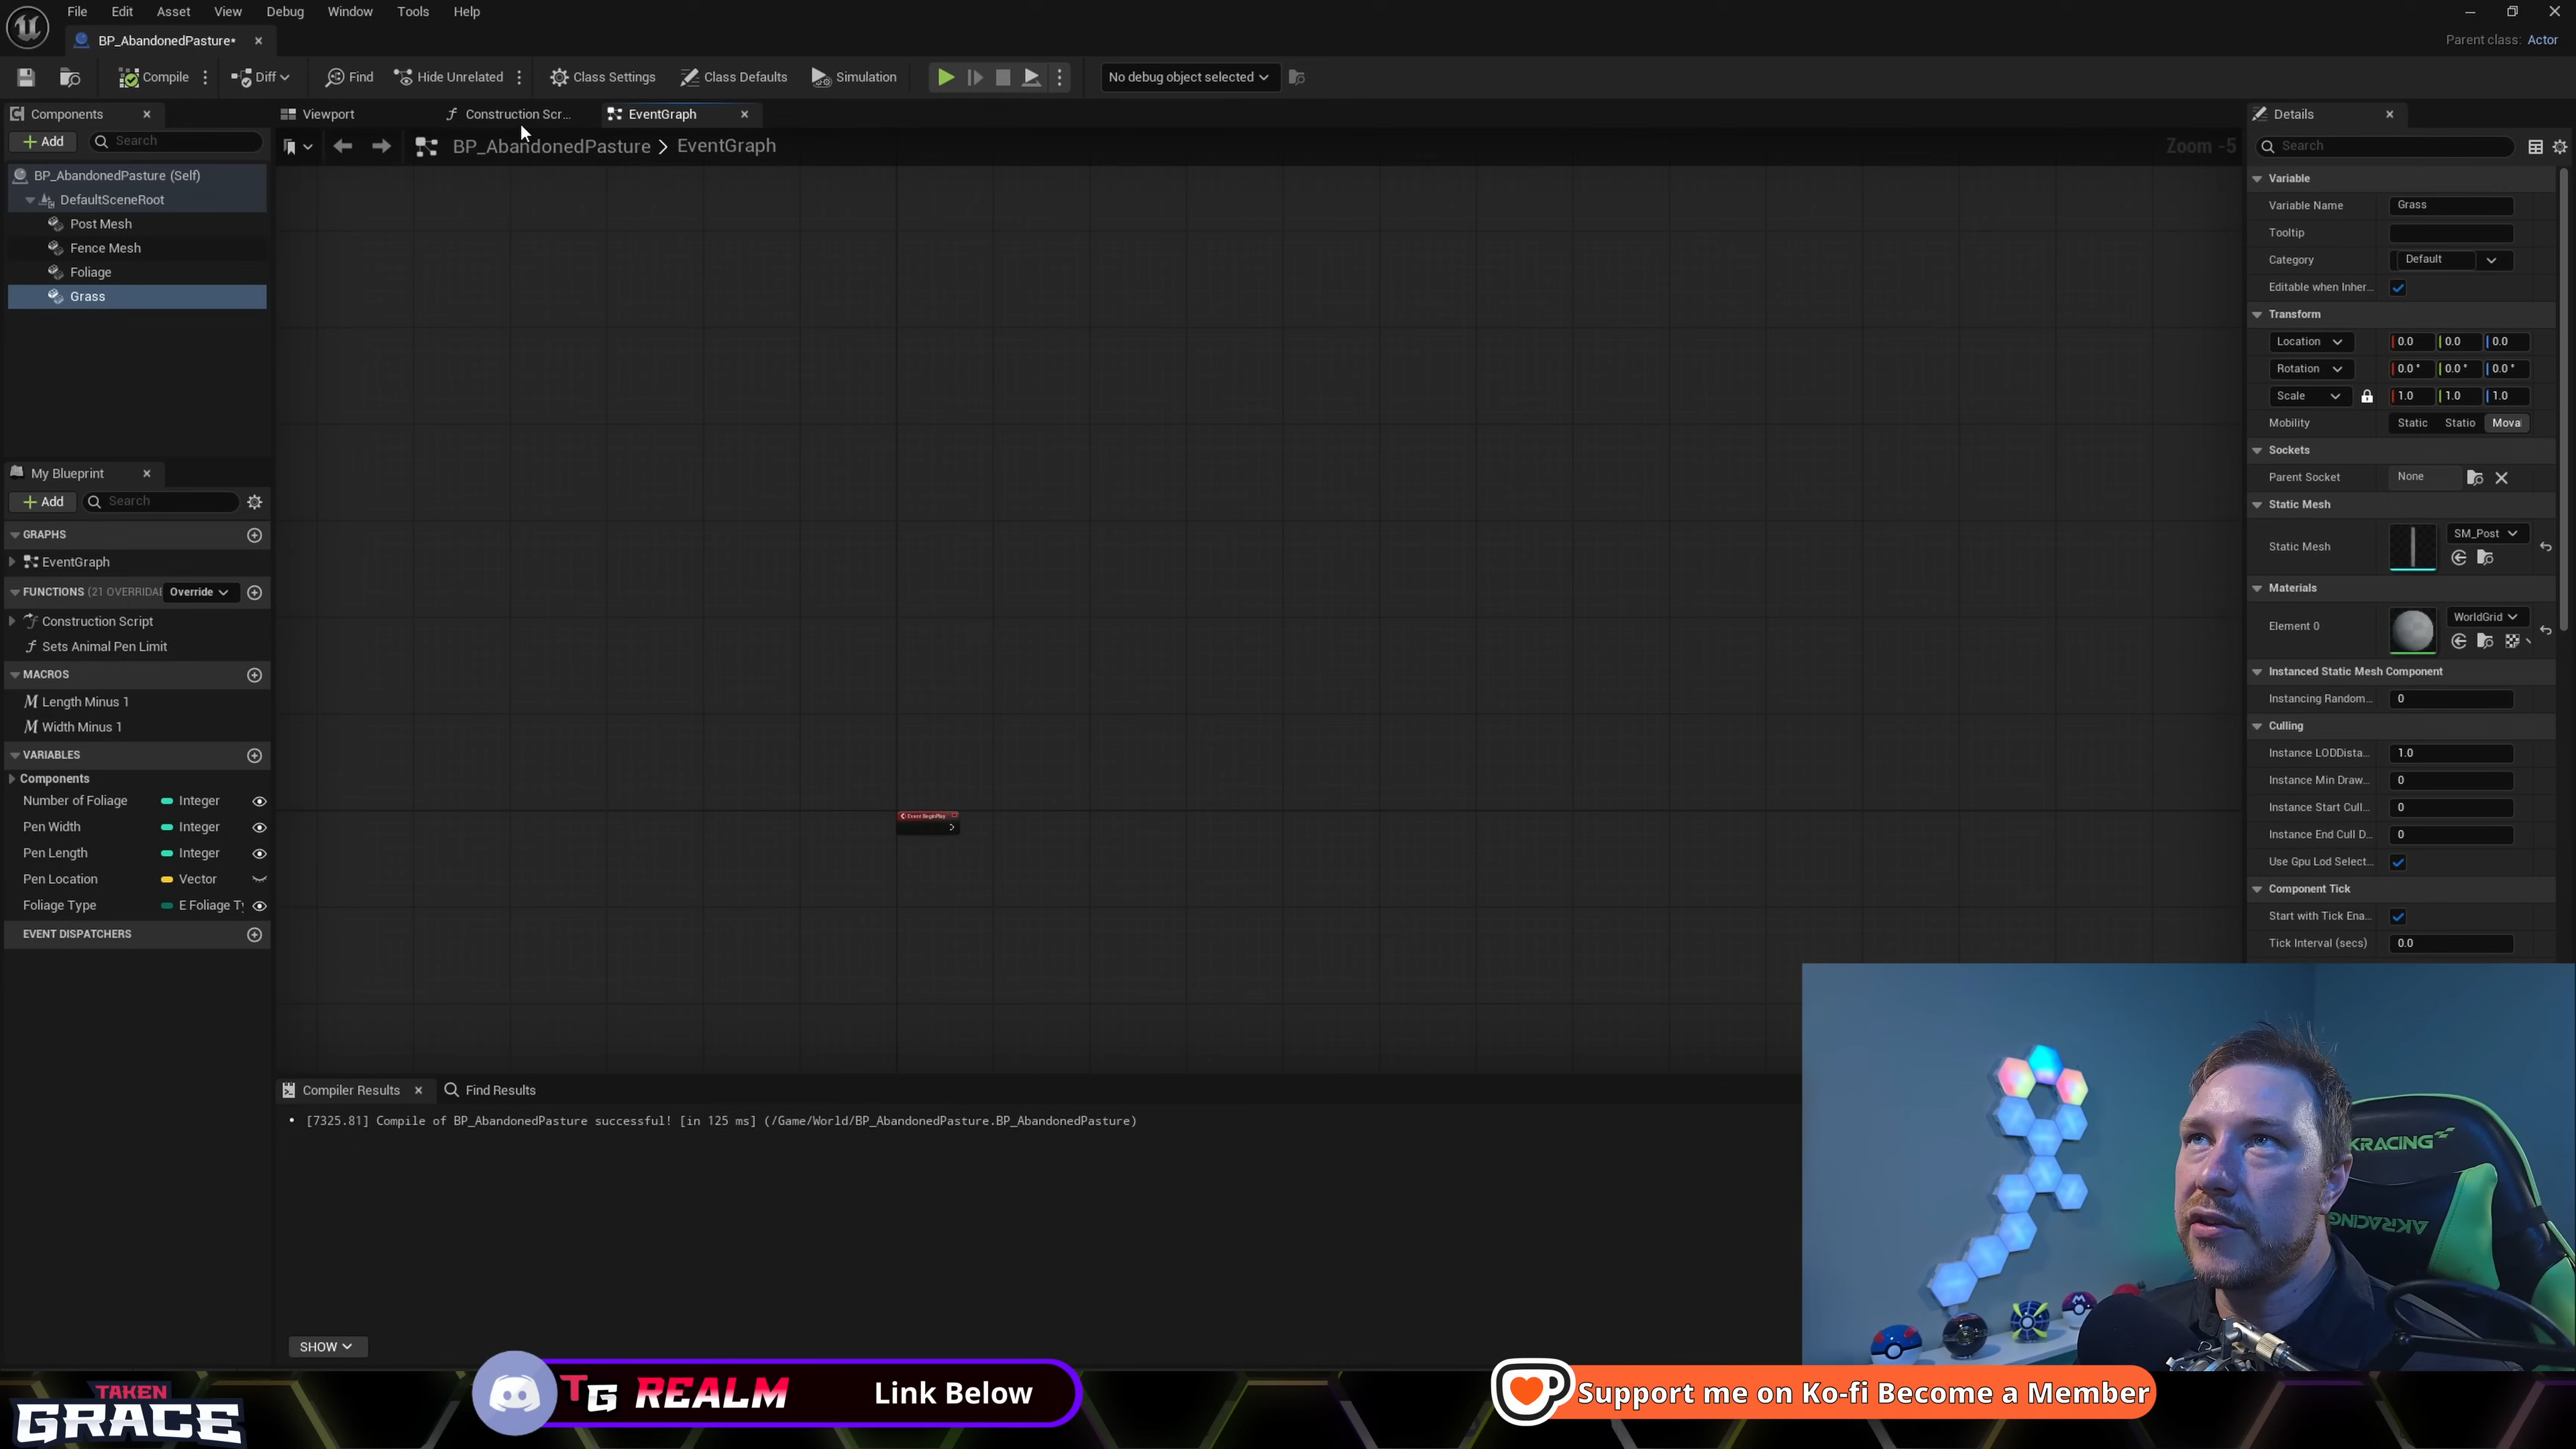 File Edit Asset View Debug Window Tools Help
BP_AbandonedPasture*
Parent class: Actor
Compile Diff Find Hide Unrelated Class Settings Class Defaults Simulation No debug object selected
Components
Viewport Construction Scr... EventGraph
Details
Add Search
BP_AbandonedPasture > EventGraph
Zoom -5
Search
BP_AbandonedPasture (Self)
DefaultSceneRoot
Post Mesh
Fence Mesh
Foliage
Grass
My Blueprint
Add Search
GRAPHS
EventGraph
FUNCTIONS (21 OVERRIDA Override
Construction Script
Sets Animal Pen Limit
MACROS
Length Minus 1
Width Minus 1
VARIABLES
Components
Number of Foliage Integer
Pen Width Integer
Pen Length Integer
Pen Location Vector
Foliage Type E Foliage Ty
EVENT DISPATCHERS
Event BeginPlay
Variable
Variable Name Grass
Tooltip
Category Default
Editable when Inher...
Transform
Location 0.0 0.0 0.0
Rotation 0.0 ° 0.0 ° 0.0 °
Scale 1.0 1.0 1.0
Mobility Static Statio Mova
Sockets
Parent Socket None
Static Mesh
Static Mesh SM_Post
Materials
Element 0 WorldGrid
Instanced Static Mesh Component
Instancing Random... 0
Culling
Instance LODDista... 1.0
Instance Min Draw... 0
Instance Start Cull... 0
Instance End Cull D... 0
Use Gpu Lod Select...
Component Tick
Start with Tick Ena...
Tick Interval (secs) 0.0
Compiler Results Find Results
[7325.81] Compile of BP_AbandonedPasture successful! [in 125 ms] (/Game/World/BP_AbandonedPasture.BP_AbandonedPasture)
SHOW
AKRACING
AKRACING
TAKEN
GRACE
TG REALM Link Below
Support me on Ko-fi Become a Member